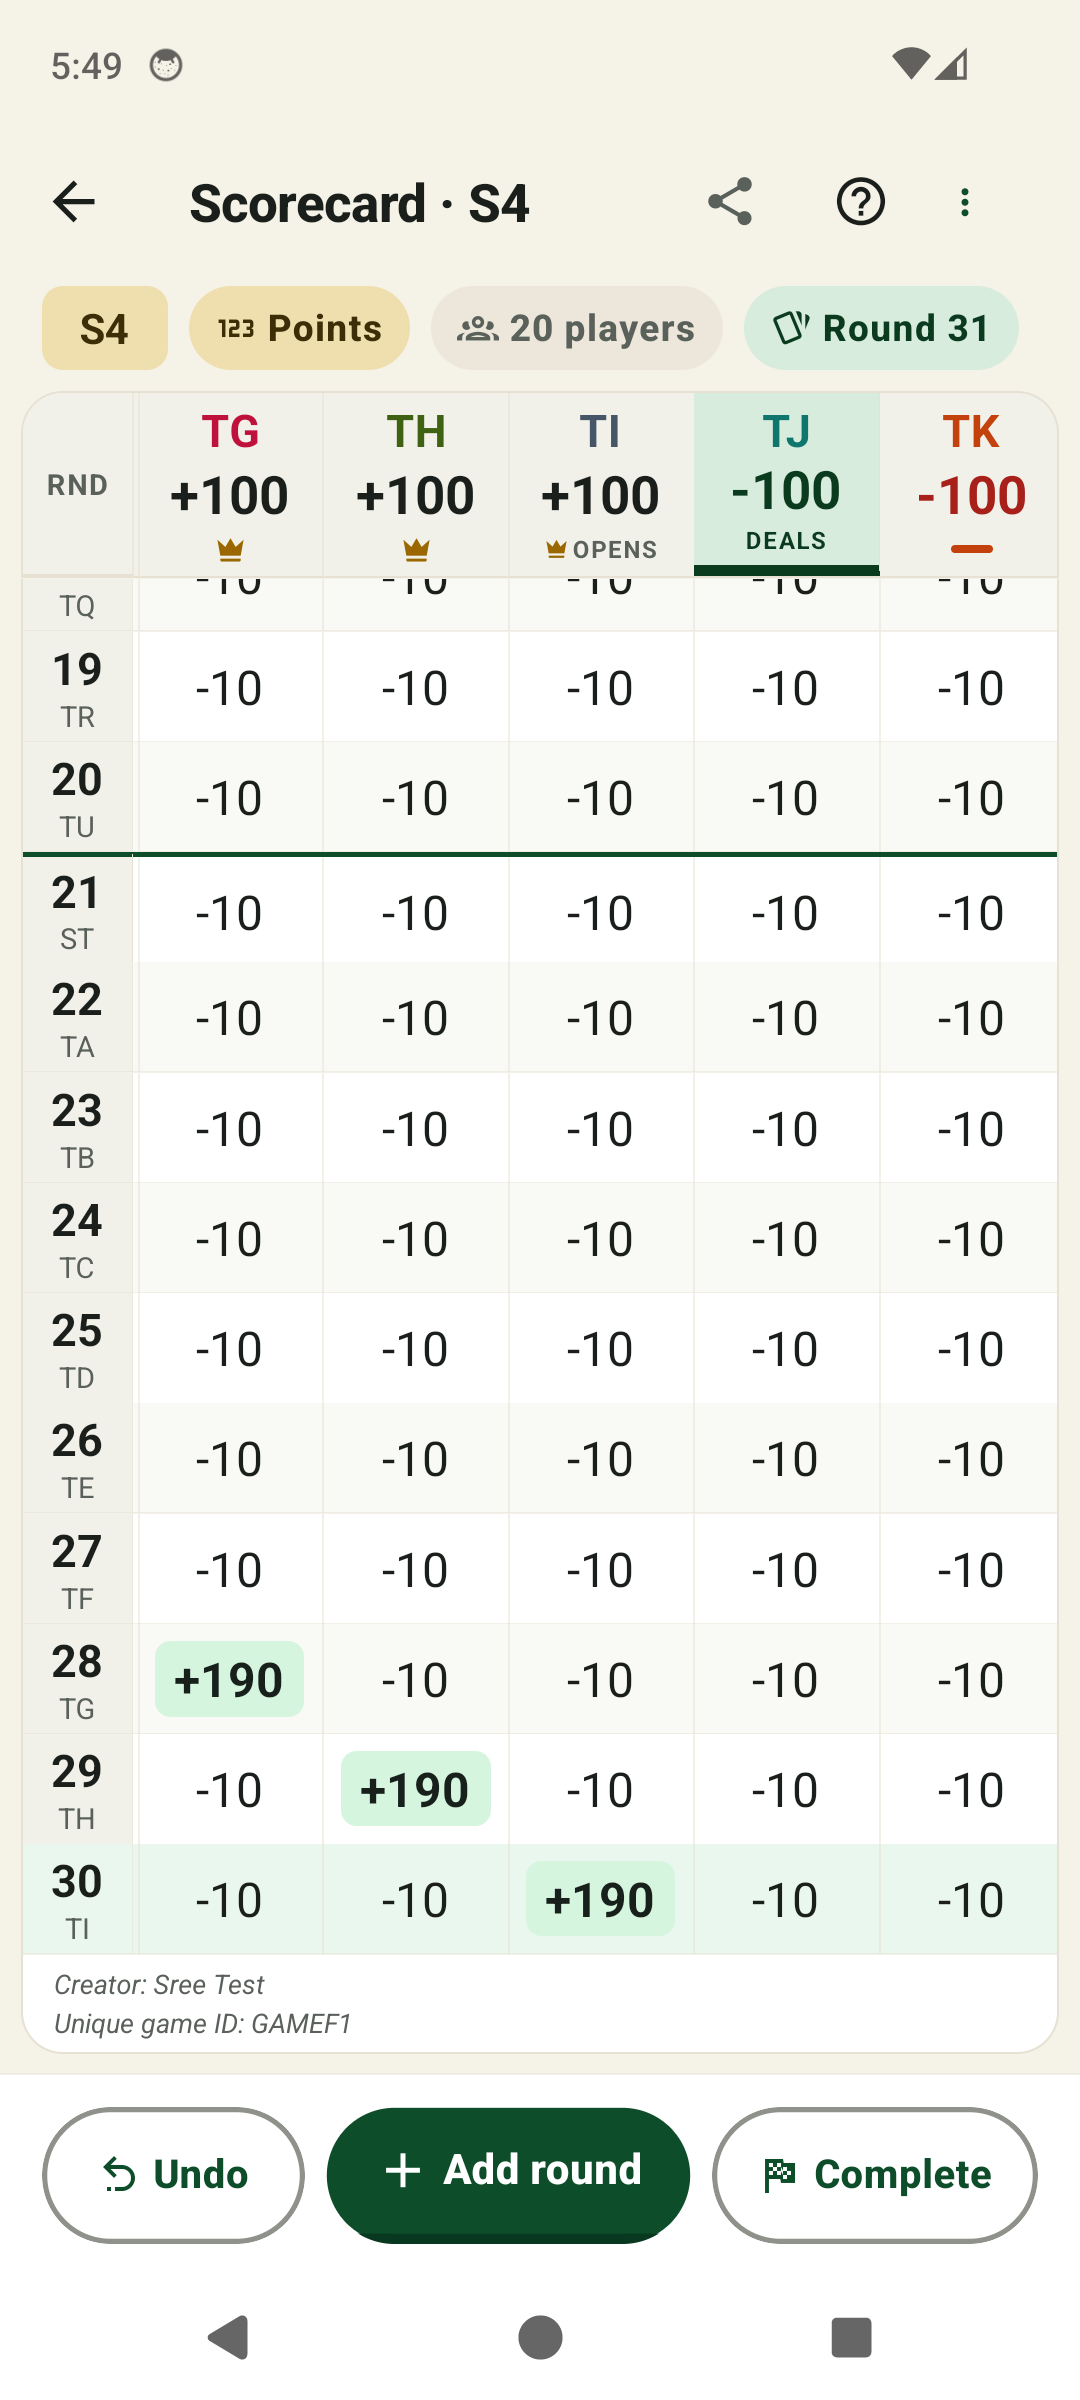 5:49
Scorecard · S4
S4 123 Points 20 players Round 31
RND TG TH TI TJ TK
+100 +100 +100 -100 -100
OPENS DEALS
-10 -10 -10 -10 -10
TQ
19 -10 -10 -10 -10 -10
TR
20 -10 -10 -10 -10 -10
TU
21 -10 -10 -10 -10 -10
ST
22 -10 -10 -10 -10 -10
TA
23 -10 -10 -10 -10 -10
TB
24 -10 -10 -10 -10 -10
TC
25 -10 -10 -10 -10 -10
TD
26 -10 -10 -10 -10 -10
TE
27 -10 -10 -10 -10 -10
TF
28 +190 -10 -10 -10 -10
TG
29 -10 +190 -10 -10 -10
TH
30 -10 -10 +190 -10 -10
TI
Creator: Sree Test
Unique game ID: GAMEF1
Undo + Add round Complete